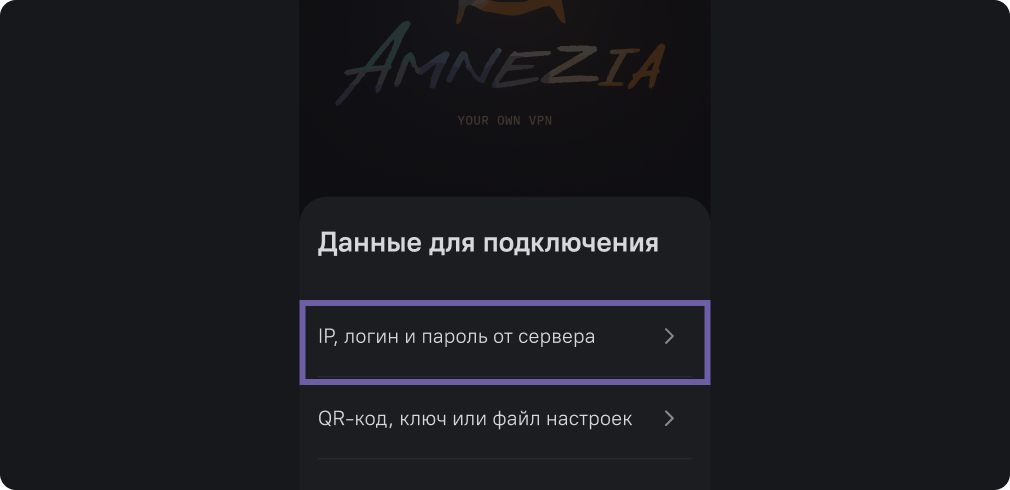 AMNEZIA
YOUR OWN VPN
Данные для подключения
IP, логин и пароль от сервера
QR-код, ключ или файл настроек